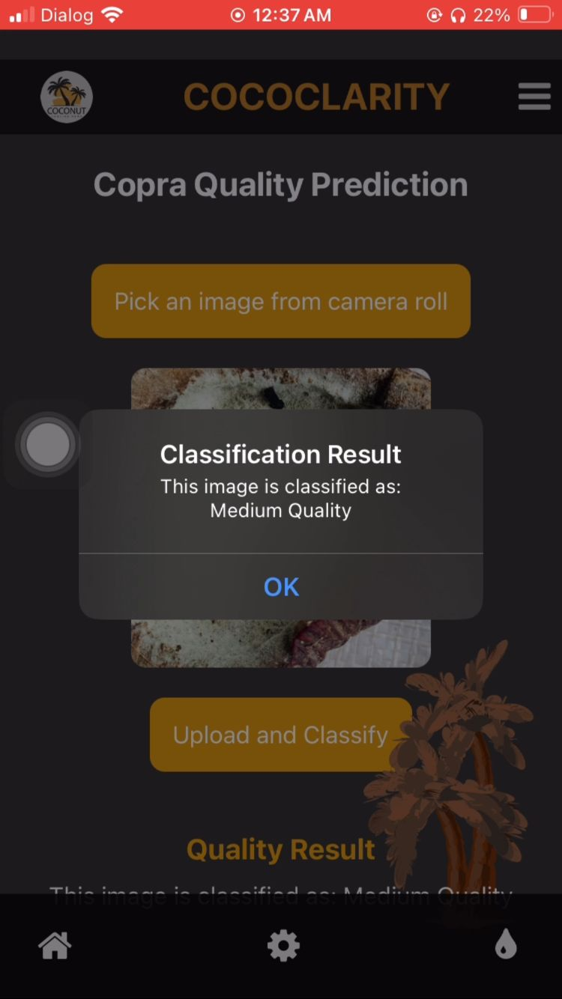 Dialog 12:37 AM 22%
COCONUT
COCOCLARITY
Copra Quality Prediction
Pick an image from camera roll
Classification Result
This image is classified as:
Medium Quality
OK
Upload and Classify
Quality Result
This image is classified as: Medium Quality